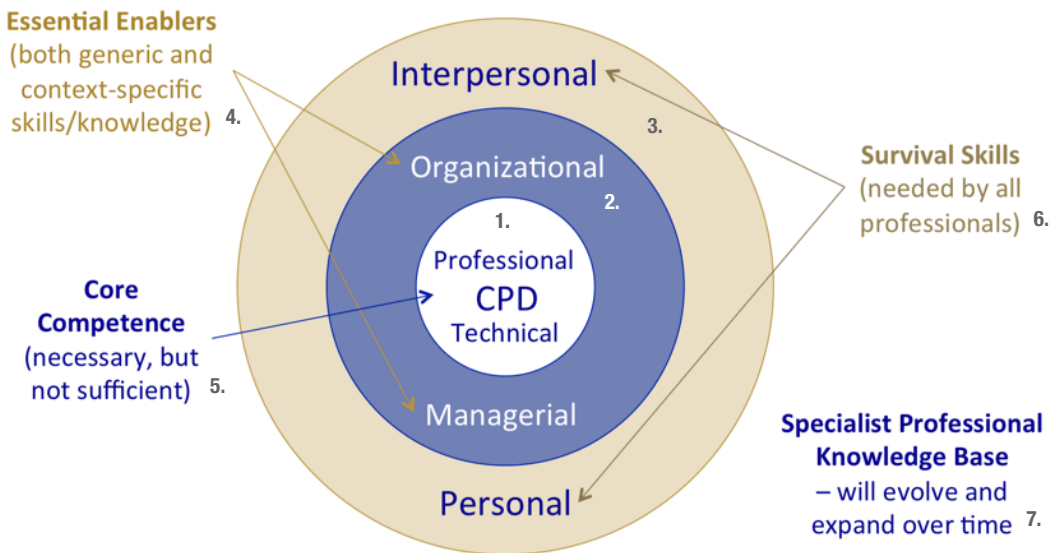 Essential Enablers
(both generic and
context-specific
skills/knowledge) 4.
Interpersonal
3.
Organizational
2.
1.
Professional
CPD
Technical
Managerial
Personal
Survival Skills
(needed by all
professionals) 6.
Core
Competence
(necessary, but
not sufficient) 5.
Specialist Professional
Knowledge Base
– will evolve and
expand over time 7.